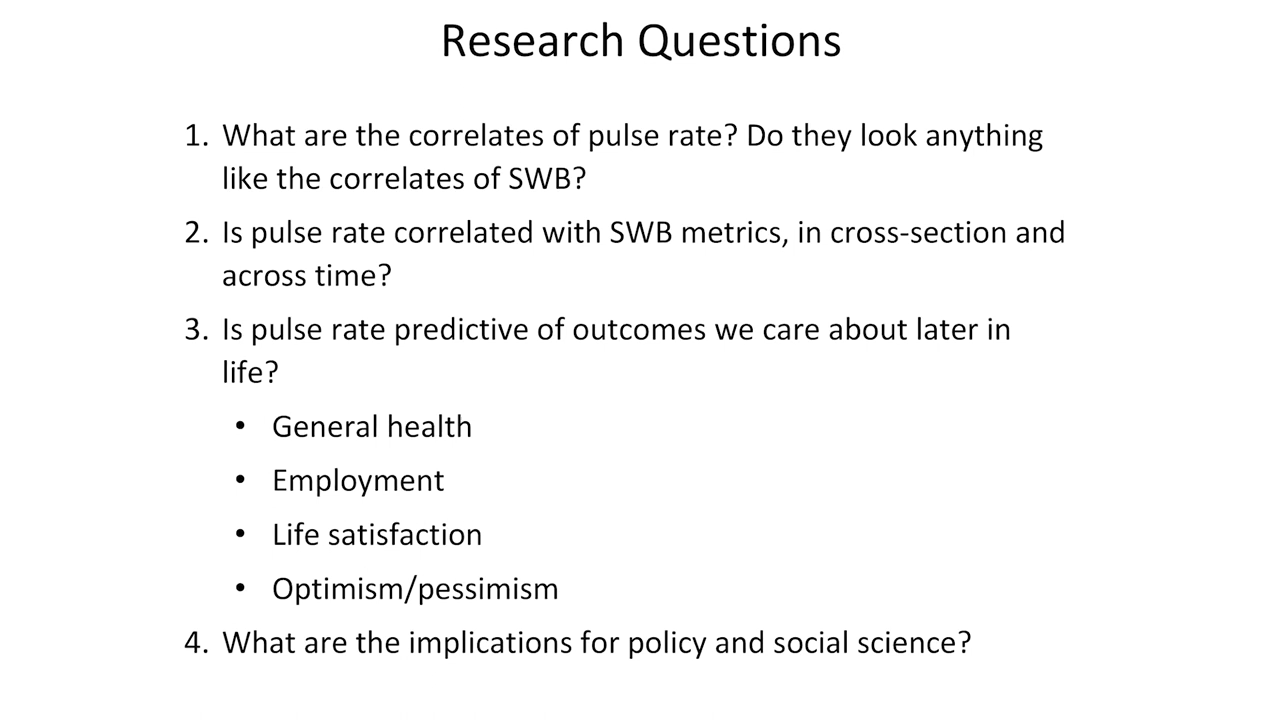 Research Questions
1. What are the correlates of pulse rate? Do they look anything
like the correlates of SWB?
2. Is pulse rate correlated with SWB metrics, in cross-section and
across time?
3. Is pulse rate predictive of outcomes we care about later in
life?
• General health
• Employment
• Life satisfaction
• Optimism/pessimism
4. What are the implications for policy and social science?